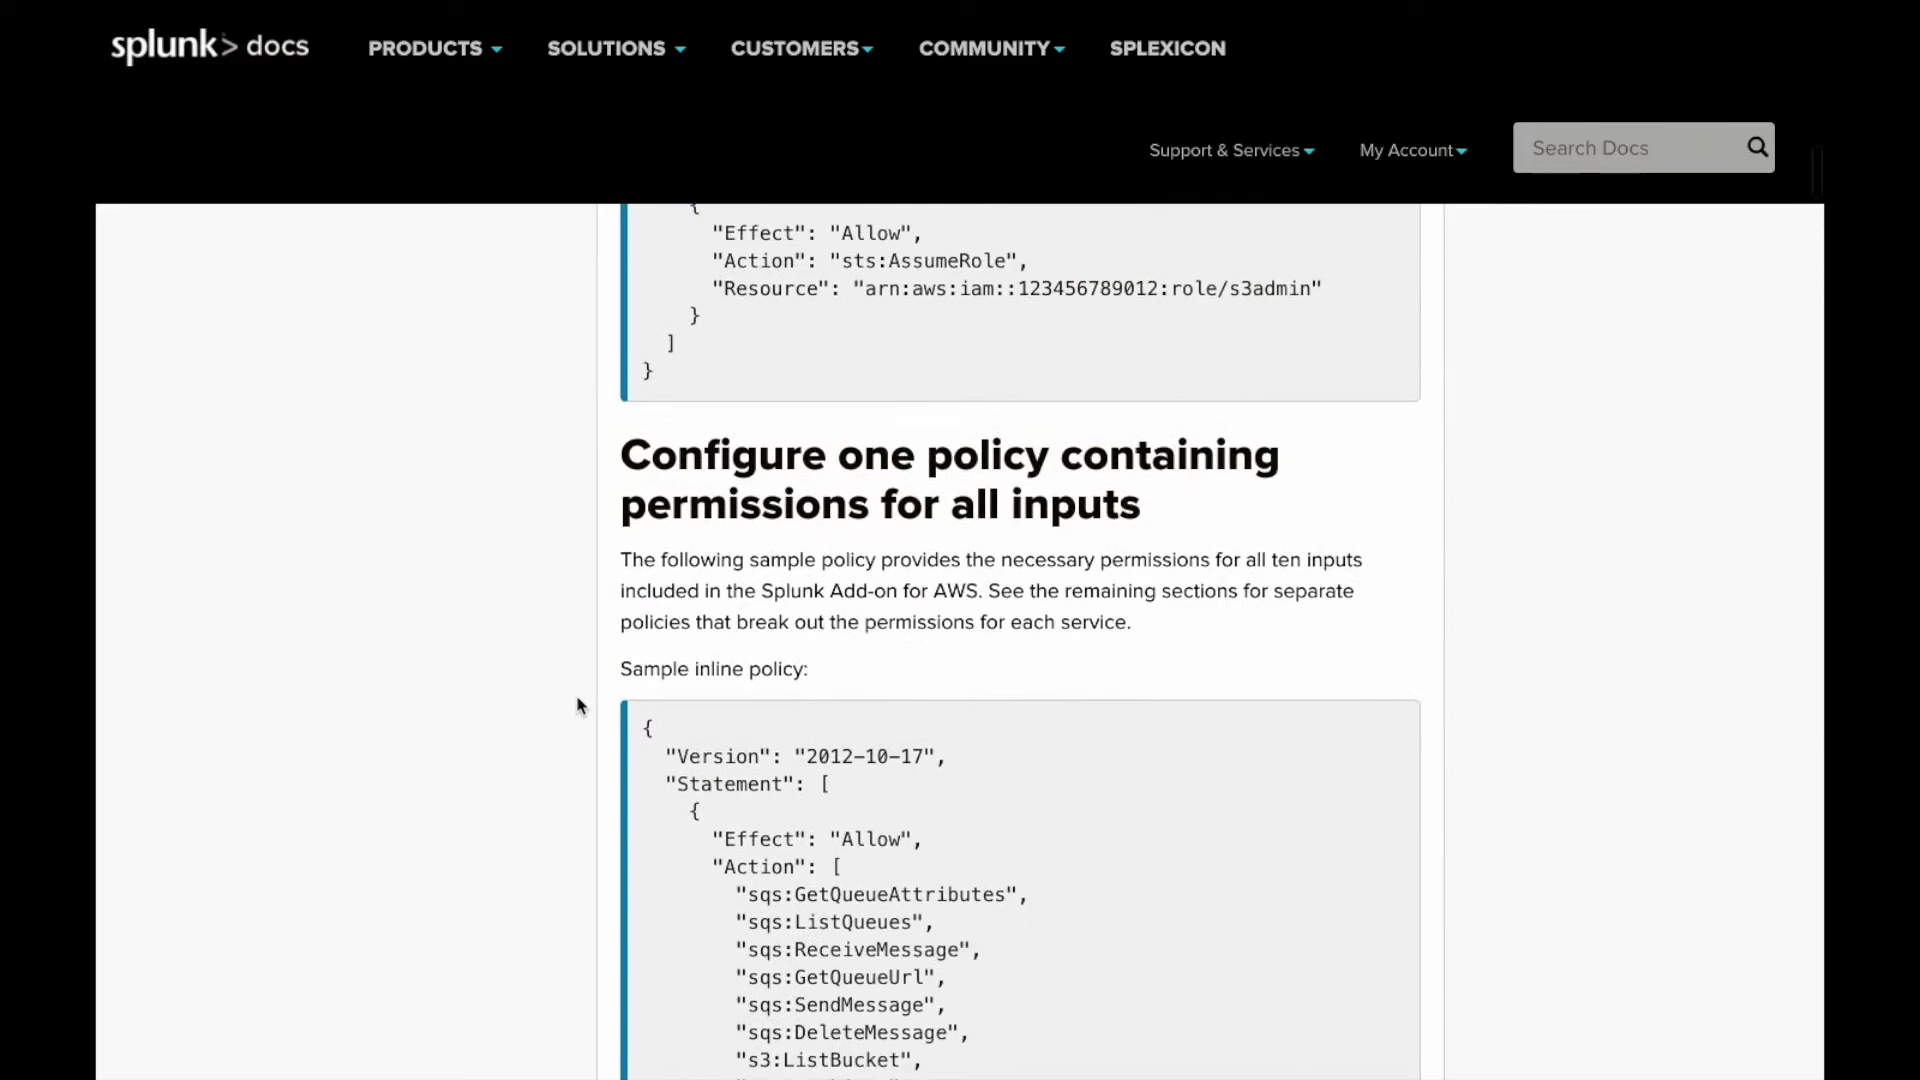 splunk> docs
PRODUCTS
SOLUTIONS
CUSTOMERS
COMMUNITY
SPLEXICON
Support & Services
My Account
Search Docs
{
"Effect": "Allow",
"Action": "sts:AssumeRole",
"Resource": "arn:aws:iam::123456789012:role/s3admin"
}
]
}
Configure one policy containing
permissions for all inputs
The following sample policy provides the necessary permissions for all ten inputs
included in the Splunk Add-on for AWS. See the remaining sections for separate
policies that break out the permissions for each service.
Sample inline policy:
{
"Version": "2012-10-17",
"Statement": [
{
"Effect": "Allow",
"Action": [
"sqs:GetQueueAttributes",
"sqs:ListQueues",
"sqs:ReceiveMessage",
"sqs:GetQueueUrl",
"sqs:SendMessage",
"sqs:DeleteMessage",
"s3:ListBucket",